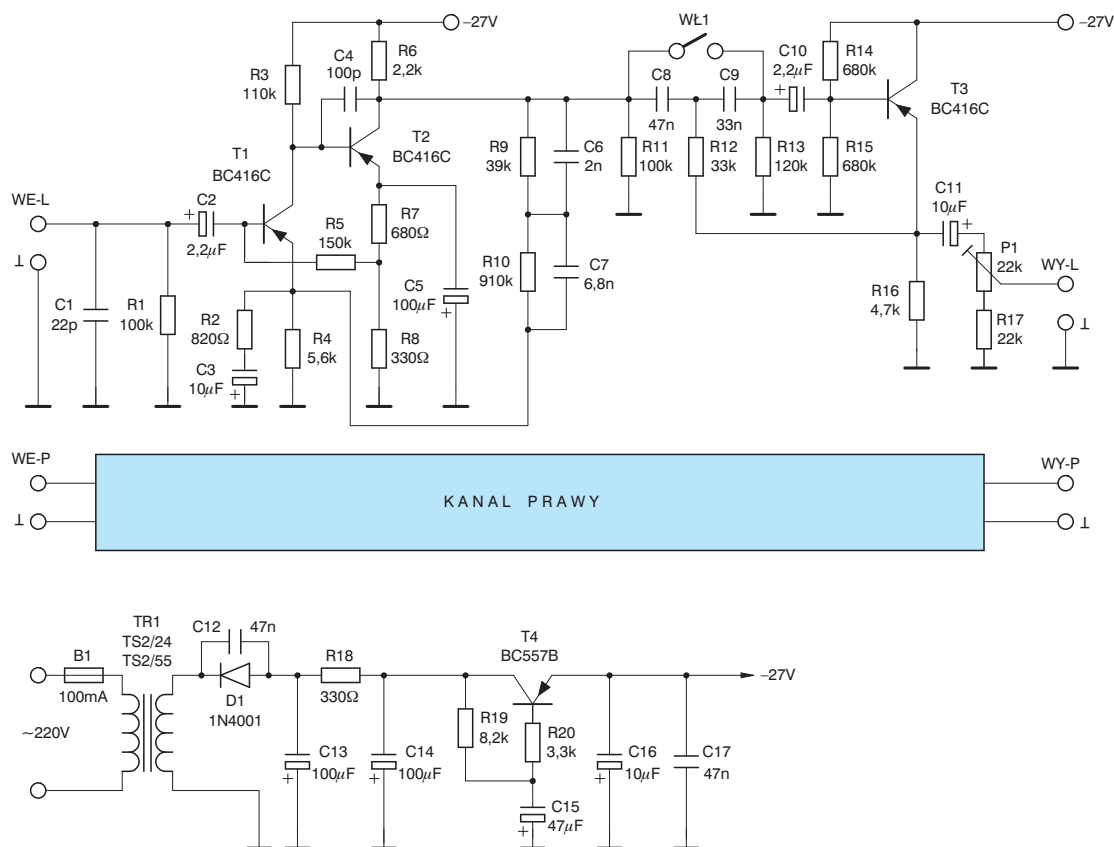 –27V
–27V
WŁ1
R3
110k
C4
100p
R6
2,2k
C8
47n
C9
33n
C10
2,2µF
R14
680k
T3
BC416C
T2
BC416C
T1
BC416C
R9
39k
C6
2n
R11
100k
R12
33k
R13
120k
R15
680k
WE-L
C2
2,2µF
R5
150k
R7
680Ω
C11
10µF
P1
22k
WY-L
⊥
C1
22p
R1
100k
R2
820Ω
C3
10µF
R4
5,6k
R8
330Ω
C5
100µF
R10
910k
C7
6,8n
R16
4,7k
R17
22k
⊥
WE-P
⊥
KANAL PRAWY
WY-P
⊥
TR1
TS2/24
TS2/55
B1
100mA
~220V
C12
47n
D1
1N4001
R18
330Ω
T4
BC557B
–27V
R19
8,2k
R20
3,3k
C13
100µF
C14
100µF
C15
47µF
C16
10µF
C17
47n